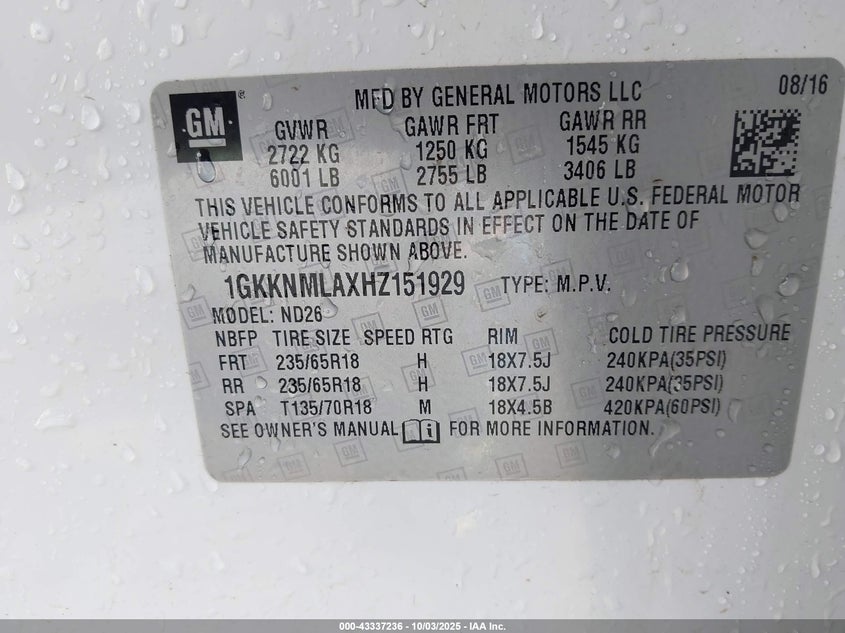 GM ®
MFD BY GENERAL MOTORS LLC
08/16
GVWR GAWR FRT GAWR RR
2722 KG 1250 KG 1545 KG
6001 LB 2755 LB 3406 LB
THIS VEHICLE CONFORMS TO ALL APPLICABLE U.S. FEDERAL MOTOR
VEHICLE SAFETY STANDARDS IN EFFECT ON THE DATE OF
MANUFACTURE SHOWN ABOVE.
1GKKNMLAXHZ151929 TYPE: M.P.V.
MODEL: ND26
NBFP TIRE SIZE SPEED RTG RIM COLD TIRE PRESSURE
FRT 235/65R18 H 18X7.5J 240KPA(35PSI)
RR 235/65R18 H 18X7.5J 240KPA(35PSI)
SPA T135/70R18 M 18X4.5B 420KPA(60PSI)
SEE OWNER'S MANUAL i FOR MORE INFORMATION.
000-43337236 - 10/03/2025 - IAA Inc.